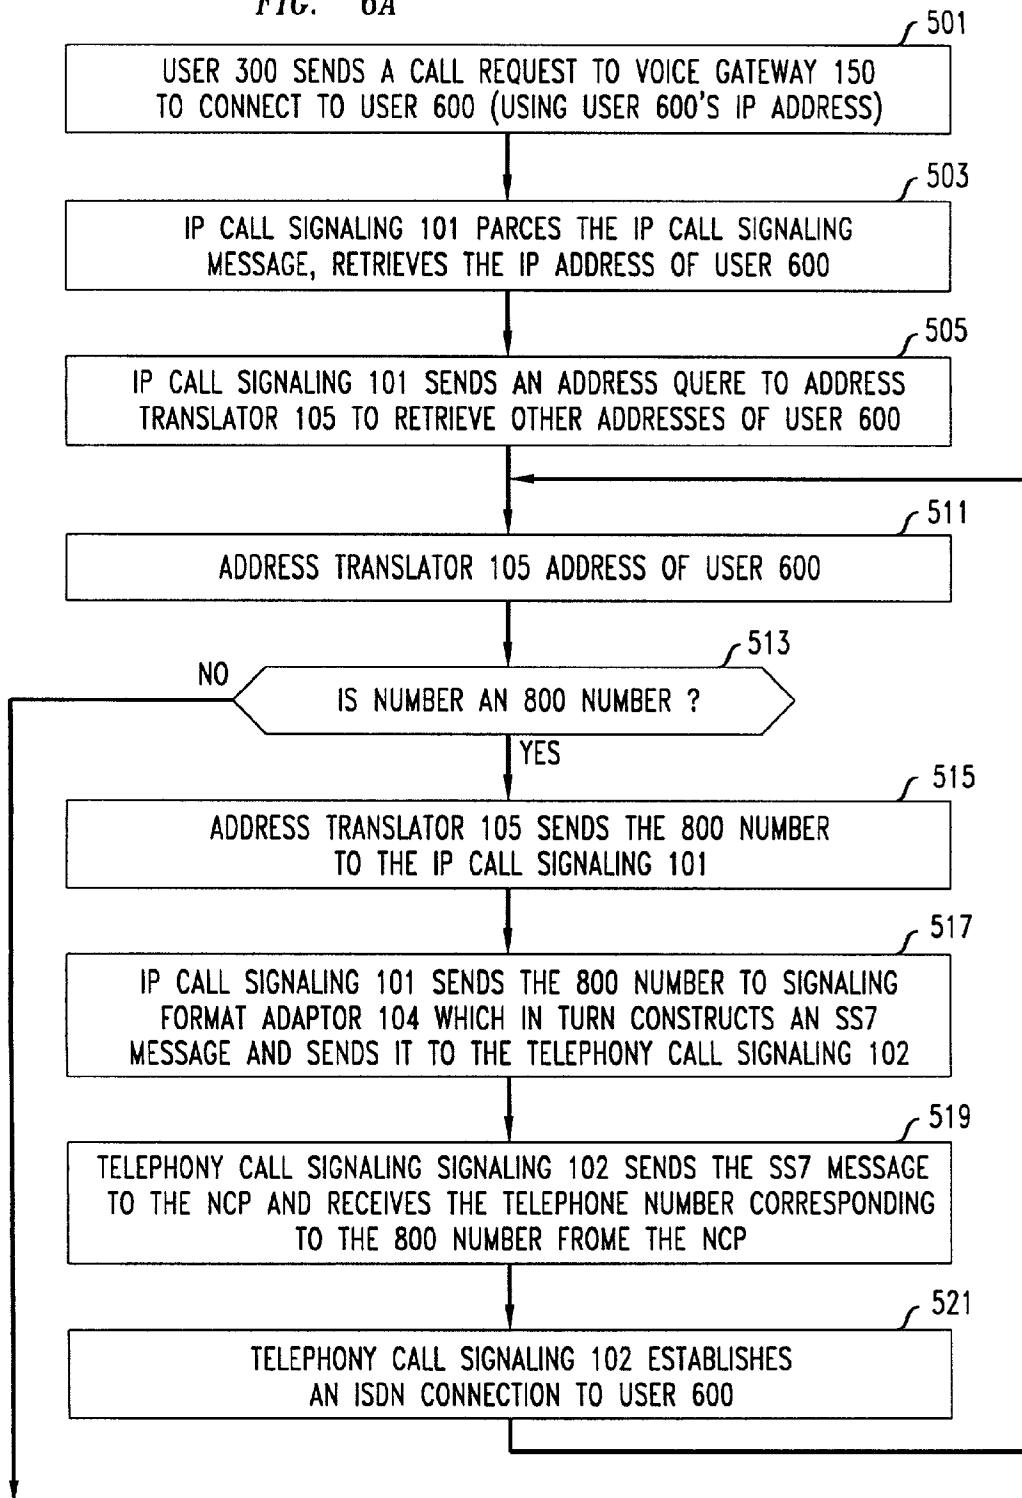 FIG. 6A
501
USER 300 SENDS A CALL REQUEST TO VOICE GATEWAY 150
TO CONNECT TO USER 600 (USING USER 600'S IP ADDRESS)
503
IP CALL SIGNALING 101 PARCES THE IP CALL SIGNALING
MESSAGE, RETRIEVES THE IP ADDRESS OF USER 600
505
IP CALL SIGNALING 101 SENDS AN ADDRESS QUERE TO ADDRESS
TRANSLATOR 105 TO RETRIEVE OTHER ADDRESSES OF USER 600
511
ADDRESS TRANSLATOR 105 ADDRESS OF USER 600
513
NO
IS NUMBER AN 800 NUMBER ?
YES
515
ADDRESS TRANSLATOR 105 SENDS THE 800 NUMBER
TO THE IP CALL SIGNALING 101
517
IP CALL SIGNALING 101 SENDS THE 800 NUMBER TO SIGNALING
FORMAT ADAPTOR 104 WHICH IN TURN CONSTRUCTS AN SS7
MESSAGE AND SENDS IT TO THE TELEPHONY CALL SIGNALING 102
519
TELEPHONY CALL SIGNALING SIGNALING 102 SENDS THE SS7 MESSAGE
TO THE NCP AND RECEIVES THE TELEPHONE NUMBER CORRESPONDING
TO THE 800 NUMBER FROME THE NCP
521
TELEPHONY CALL SIGNALING 102 ESTABLISHES
AN ISDN CONNECTION TO USER 600